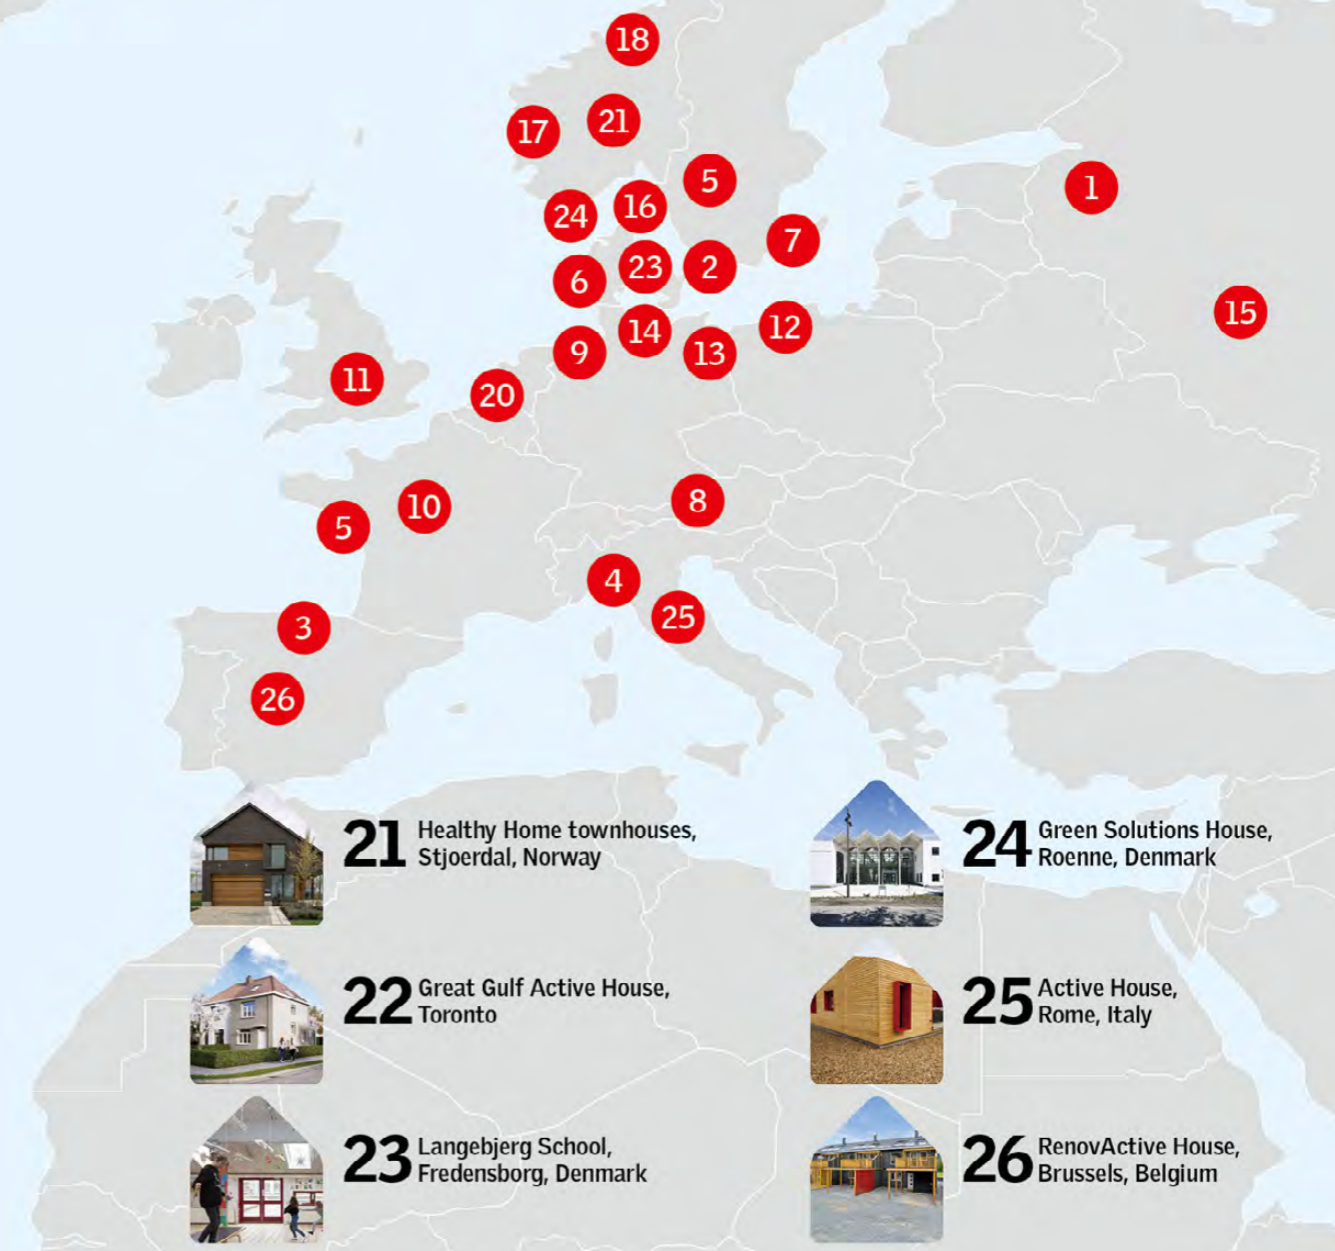 18
21
17
5
1
16
24
7
23
2
6
15
12
14
9
13
11
20
8
10
5
4
25
3
26
21 Healthy Home townhouses,
Stjoerdal, Norway
22 Great Gulf Active House,
Toronto
23 Langebjerg School,
Fredensborg, Denmark
24 Green Solutions House,
Roenne, Denmark
25 Active House,
Rome, Italy
26 RenovActive House,
Brussels, Belgium